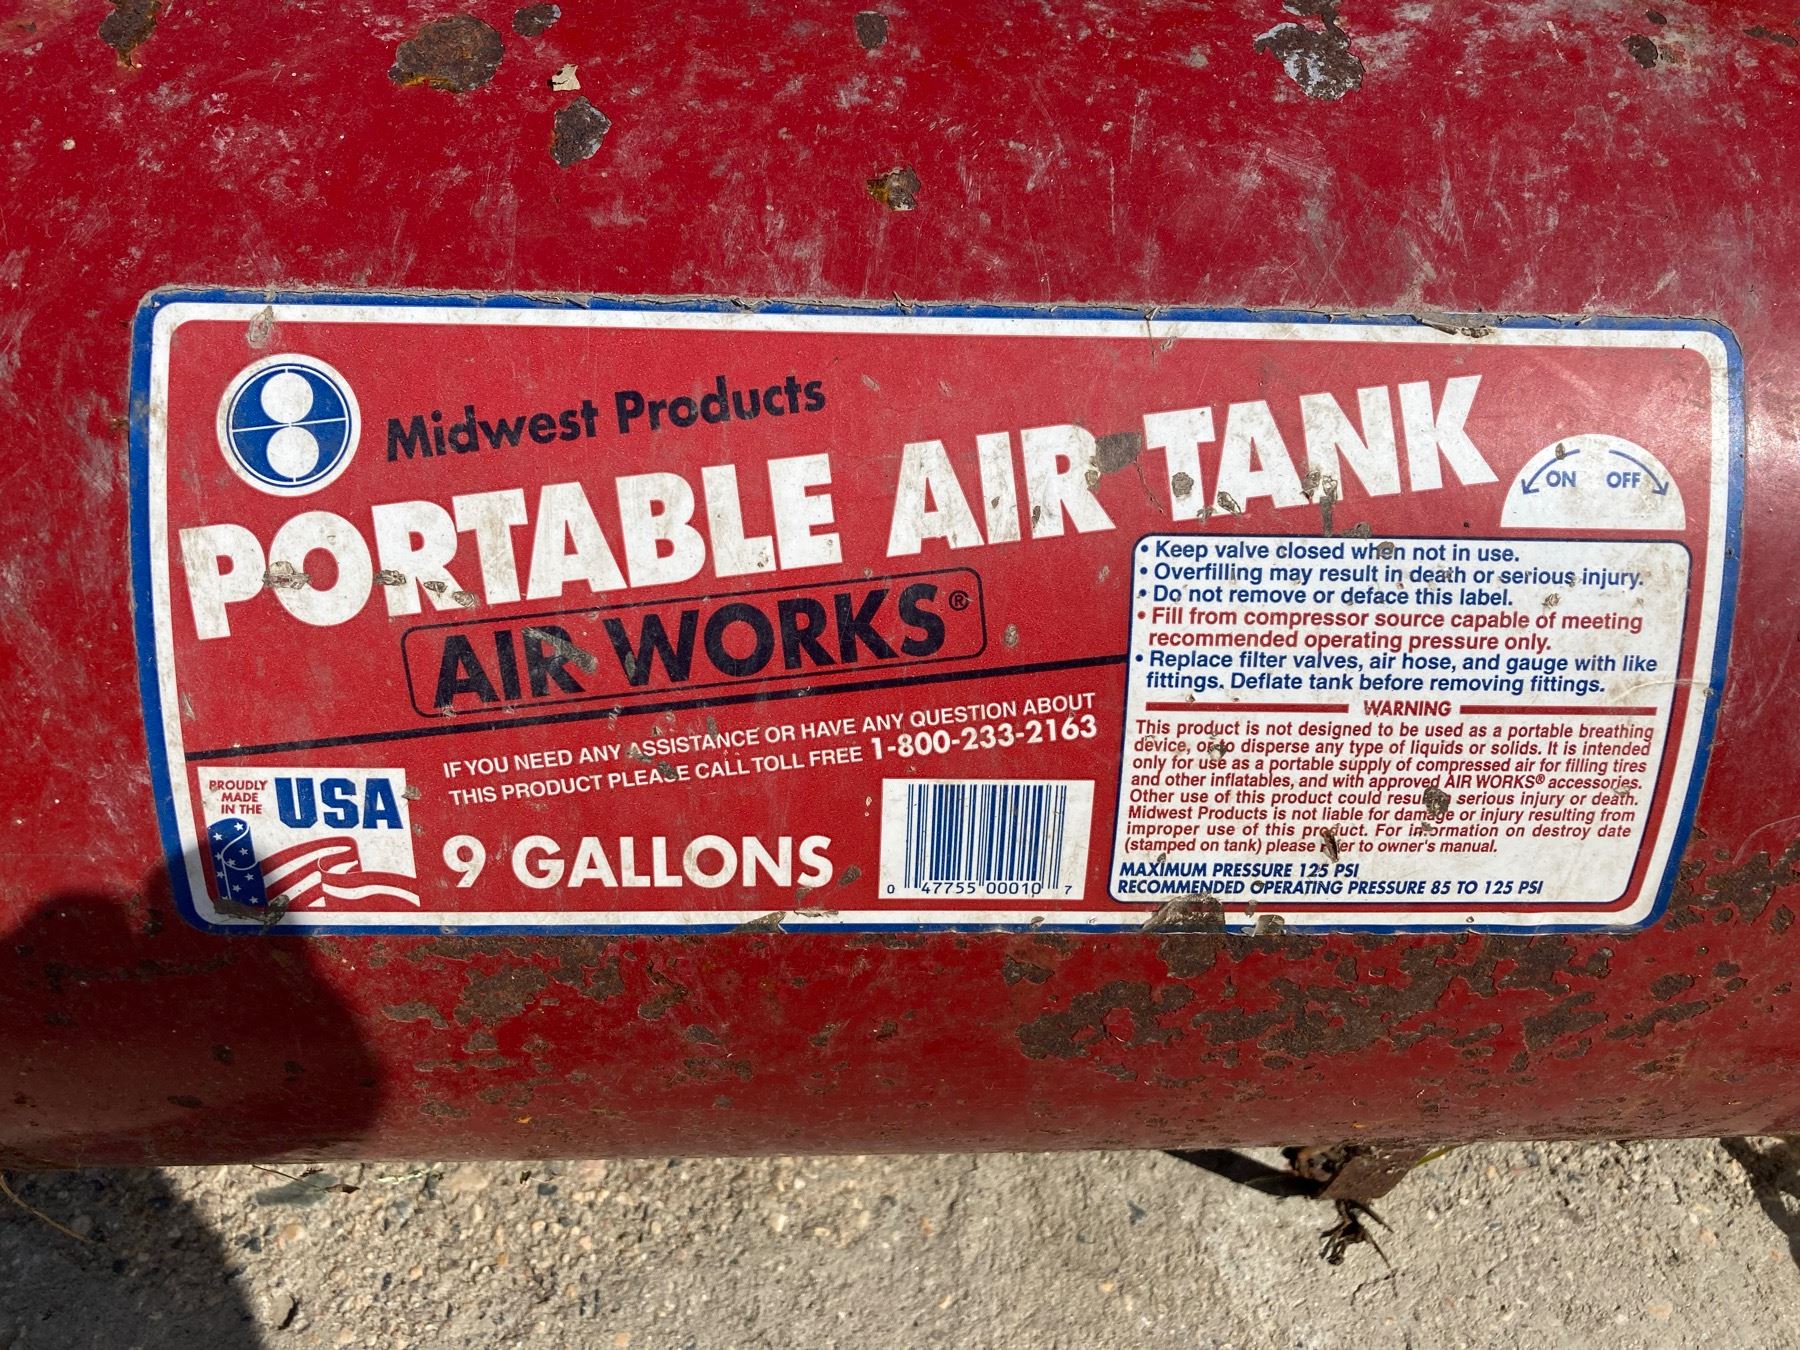 Midwest Products
PORTABLE AIR TANK
AIR WORKS®
IF YOU NEED ANY ASSISTANCE OR HAVE ANY QUESTION ABOUT
THIS PRODUCT PLEASE CALL TOLL FREE 1-800-233-2163
PROUDLY
MADE
IN THE
USA
9 GALLONS
0 47755 00010 7
ON OFF
• Keep valve closed when not in use.
• Overfilling may result in death or serious injury.
• Do not remove or deface this label.
• Fill from compressor source capable of meeting
recommended operating pressure only.
• Replace filter valves, air hose, and gauge with like
fittings. Deflate tank before removing fittings.
WARNING
This product is not designed to be used as a portable breathing
device, or to disperse any type of liquids or solids. It is intended
only for use as a portable supply of compressed air for filling tires
and other inflatables, and with approved AIR WORKS® accessories.
Other use of this product could result in serious injury or death.
Midwest Products is not liable for damage or injury resulting from
improper use of this product. For information on destroy date
(stamped on tank) please refer to owner's manual.
MAXIMUM PRESSURE 125 PSI
RECOMMENDED OPERATING PRESSURE 85 TO 125 PSI